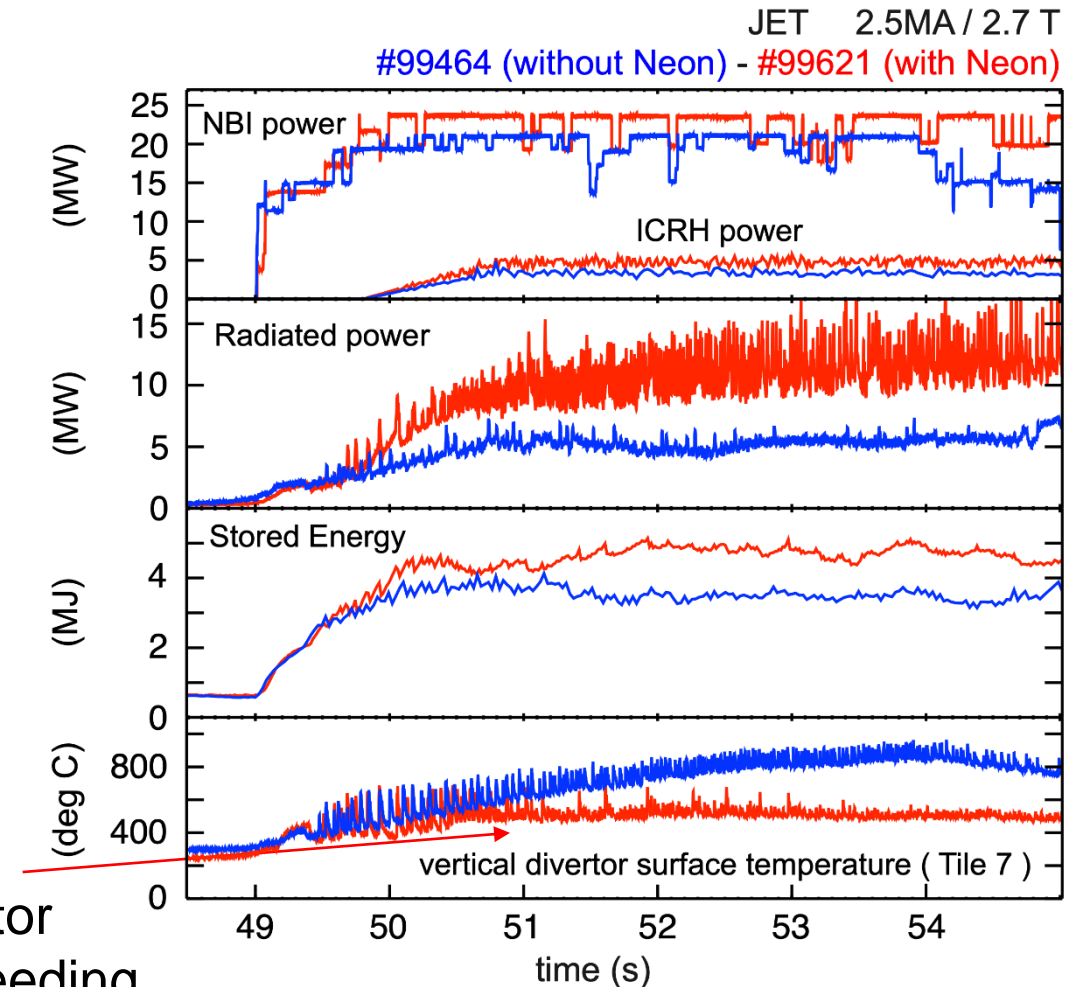 JET 2.5MA / 2.7 T
#99464 (without Neon) - #99621 (with Neon)
25
20
15
10
5
0
(MW)
NBI power
ICRH power
15
10
5
0
(MW)
Radiated power
4
2
0
(MJ)
Stored Energy
800
400
0
(deg C)
vertical divertor surface temperature ( Tile 7 )
49 50 51 52 53 54
time (s)
tor
eeding